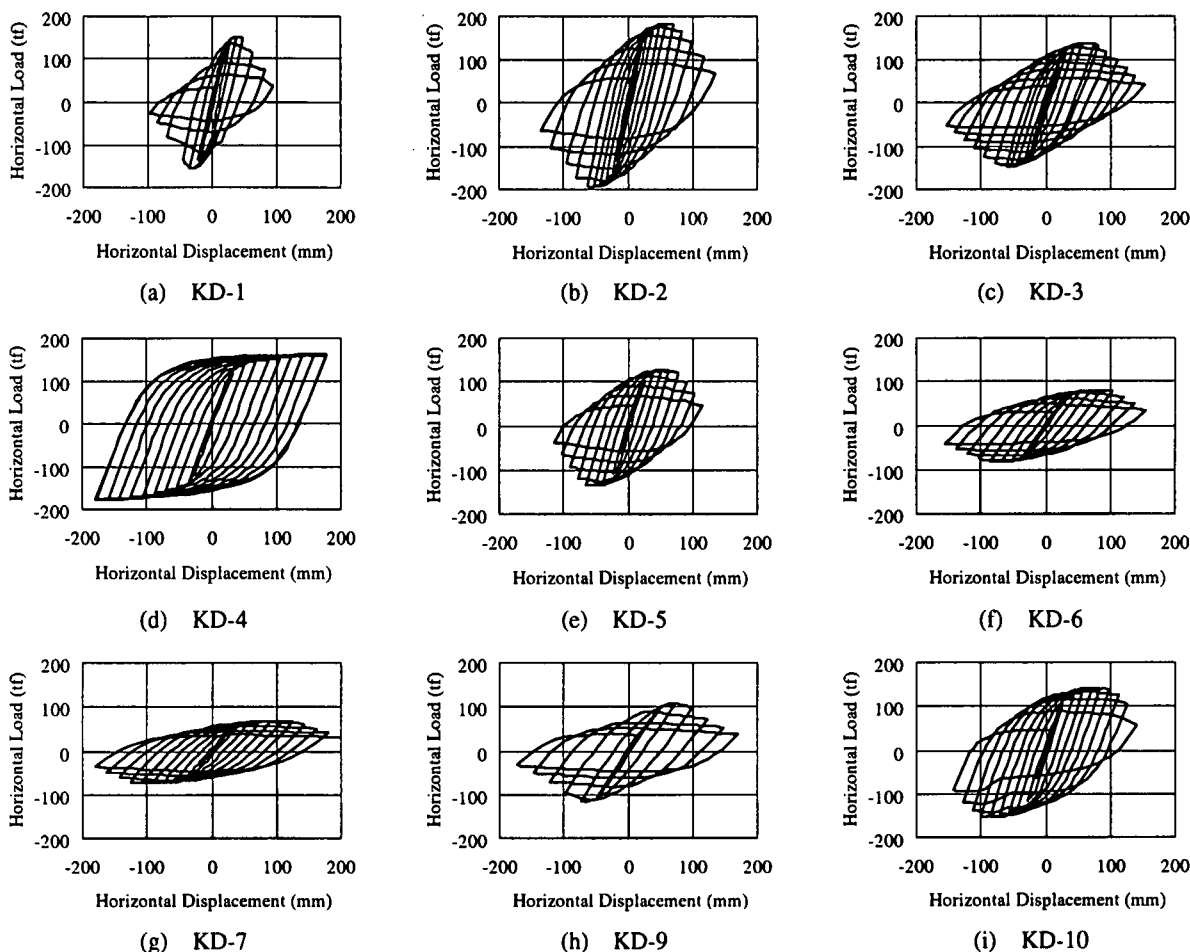 Horizontal Load (tf)
200
100
0
-100
-200
-200 -100 0 100 200
Horizontal Displacement (mm)
(a) KD-1
Horizontal Load (tf)
200
100
0
-100
-200
-200 -100 0 100 200
Horizontal Displacement (mm)
(b) KD-2
Horizontal Load (tf)
200
100
0
-100
-200
-200 -100 0 100 200
Horizontal Displacement (mm)
(c) KD-3
Horizontal Load (tf)
200
100
0
-100
-200
-200 -100 0 100 200
Horizontal Displacement (mm)
(d) KD-4
Horizontal Load (tf)
200
100
0
-100
-200
-200 -100 0 100 200
Horizontal Displacement (mm)
(e) KD-5
Horizontal Load (tf)
200
100
0
-100
-200
-200 -100 0 100 200
Horizontal Displacement (mm)
(f) KD-6
Horizontal Load (tf)
200
100
0
-100
-200
-200 -100 0 100 200
Horizontal Displacement (mm)
(g) KD-7
Horizontal Load (tf)
200
100
0
-100
-200
-200 -100 0 100 200
Horizontal Displacement (mm)
(h) KD-9
Horizontal Load (tf)
200
100
0
-100
-200
-200 -100 0 100 200
Horizontal Displacement (mm)
(i) KD-10